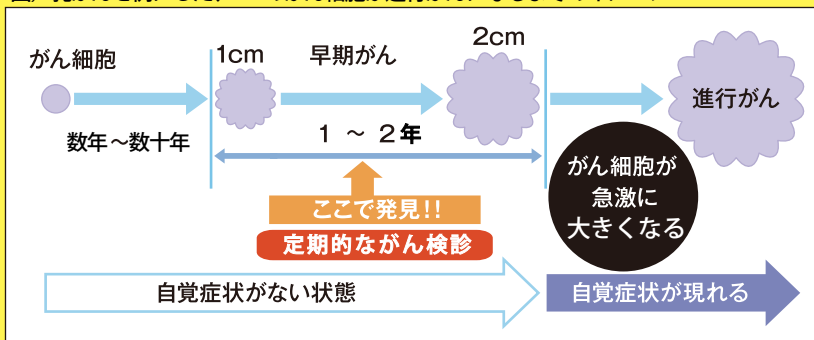 がん細胞
1cm
早期がん
2cm
進行がん
数年～数十年
1 ～ 2年
ここで発見!!
定期的ながん検診
がん細胞が
急激に
大きくなる
自覚症状がない状態
自覚症状が現れる